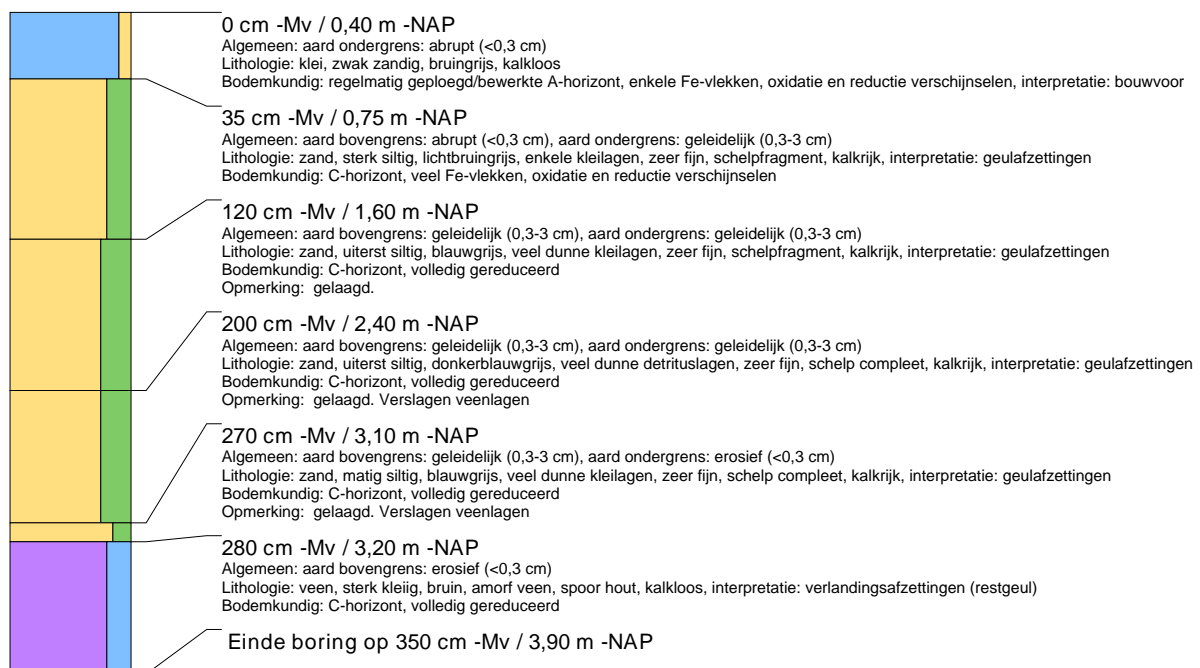 0 cm -Mv / 0,40 m -NAP
Algemeen: aard ondergrens: abrupt (<0,3 cm)
Lithologie: klei, zwak zandig, bruingrijs, kalkloos
Bodemkundig: regelmatig geploegd/bewerkte A-horizont, enkele Fe-vlekken, oxidatie en reductie verschijnselen, interpretatie: bouwvoor
35 cm -Mv / 0,75 m -NAP
Algemeen: aard bovengrens: abrupt (<0,3 cm), aard ondergrens: geleidelijk (0,3-3 cm)
Lithologie: zand, sterk siltig, lichtbruingrijs, enkele kleilagen, zeer fijn, schelpfragment, kalkrijk, interpretatie: geulafzettingen
Bodemkundig: C-horizont, veel Fe-vlekken, oxidatie en reductie verschijnselen
120 cm -Mv / 1,60 m -NAP
Algemeen: aard bovengrens: geleidelijk (0,3-3 cm), aard ondergrens: geleidelijk (0,3-3 cm)
Lithologie: zand, uiterst siltig, blauwgrijs, veel dunne kleilagen, zeer fijn, schelpfragment, kalkrijk, interpretatie: geulafzettingen
Bodemkundig: C-horizont, volledig gereduceerd
Opmerking: gelaagd.
200 cm -Mv / 2,40 m -NAP
Algemeen: aard bovengrens: geleidelijk (0,3-3 cm), aard ondergrens: geleidelijk (0,3-3 cm)
Lithologie: zand, uiterst siltig, donkerblauwgrijs, veel dunne detrituslagen, zeer fijn, schelp compleet, kalkrijk, interpretatie: geulafzettingen
Bodemkundig: C-horizont, volledig gereduceerd
Opmerking: gelaagd. Verslagen veenlagen
270 cm -Mv / 3,10 m -NAP
Algemeen: aard bovengrens: geleidelijk (0,3-3 cm), aard ondergrens: erosief (<0,3 cm)
Lithologie: zand, matig siltig, blauwgrijs, veel dunne kleilagen, zeer fijn, schelp compleet, kalkrijk, interpretatie: geulafzettingen
Bodemkundig: C-horizont, volledig gereduceerd
Opmerking: gelaagd. Verslagen veenlagen
280 cm -Mv / 3,20 m -NAP
Algemeen: aard bovengrens: erosief (<0,3 cm)
Lithologie: veen, sterk kleiig, bruin, amorf veen, spoor hout, kalkloos, interpretatie: verlandingsafzettingen (restgeul)
Bodemkundig: C-horizont, volledig gereduceerd
Einde boring op 350 cm -Mv / 3,90 m -NAP